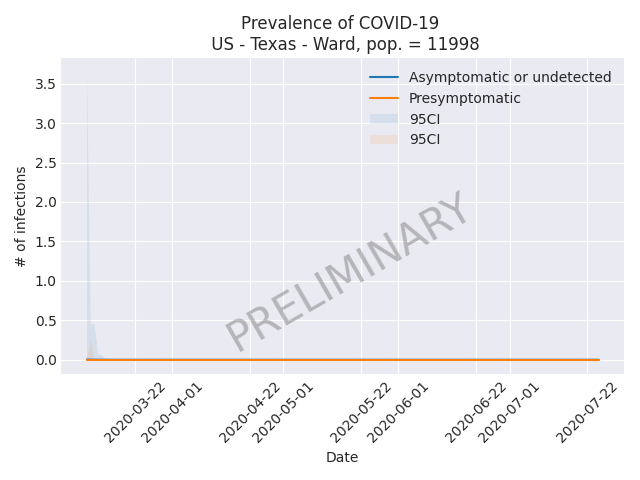 Prevalence of COVID-19
US - Texas - Ward, pop. = 11998
Asymptomatic or undetected
Presymptomatic
95CI
95CI
3.5
3.0
2.5
2.0
1.5
1.0
0.5
0.0
# of infections
PRELIMINARY
2020-03-22
2020-04-01
2020-04-22
2020-05-01
2020-05-22
2020-06-01
2020-06-22
2020-07-01
2020-07-22
Date